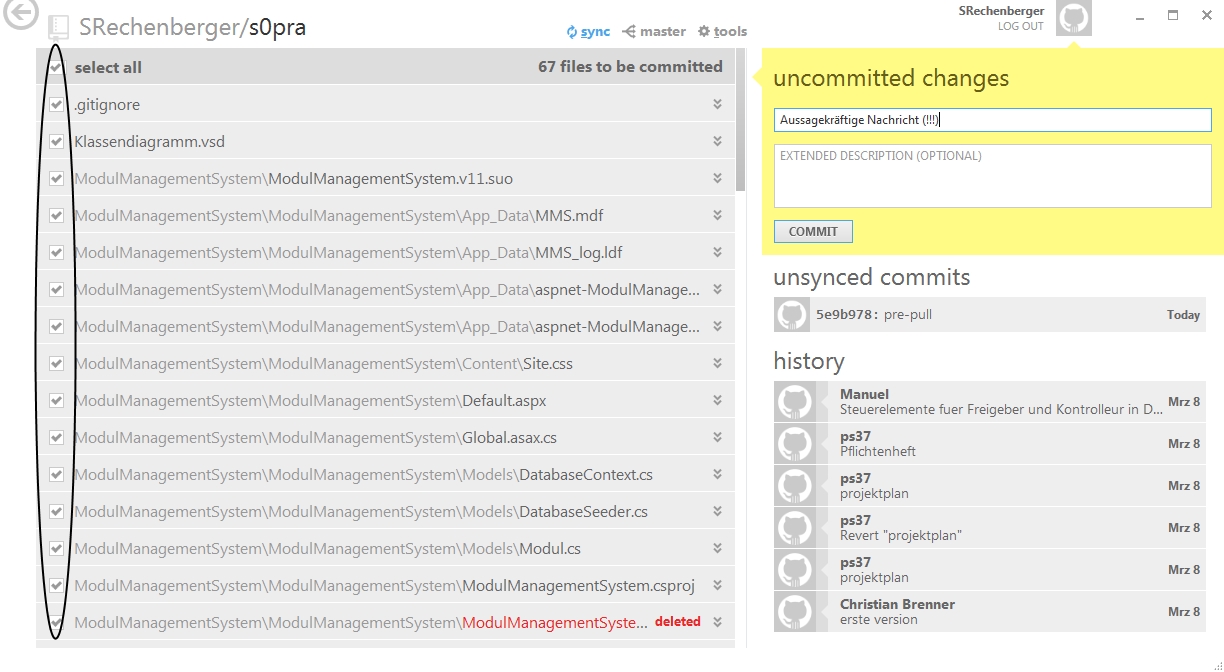 SRechenberger/s0pra
sync
master
tools
SRechenberger
LOG OUT
select all
67 files to be committed
.gitignore
Klassendiagramm.vsd
ModulManagementSystem\ModulManagementSystem.v11.suo
ModulManagementSystem\ModulManagementSystem\App_Data\MMS.mdf
ModulManagementSystem\ModulManagementSystem\App_Data\MMS_log.ldf
ModulManagementSystem\ModulManagementSystem\App_Data\aspnet-ModulManage...
ModulManagementSystem\ModulManagementSystem\App_Data\aspnet-ModulManage...
ModulManagementSystem\ModulManagementSystem\Content\Site.css
ModulManagementSystem\ModulManagementSystem\Default.aspx
ModulManagementSystem\ModulManagementSystem\Global.asax.cs
ModulManagementSystem\ModulManagementSystem\Models\DatabaseContext.cs
ModulManagementSystem\ModulManagementSystem\Models\DatabaseSeeder.cs
ModulManagementSystem\ModulManagementSystem\Models\Modul.cs
ModulManagementSystem\ModulManagementSystem\ModulManagementSystem.csproj
ModulManagementSystem\ModulManagementSystem\ModulManagementSyste... deleted
uncommitted changes
Aussagekräftige Nachricht (!!!)
EXTENDED DESCRIPTION (OPTIONAL)
COMMIT
unsynced commits
5e9b978: pre-pull
Today
history
Manuel
Steuerelemente fuer Freigeber und Kontrolleur in D...
Mrz 8
ps37
Pflichtenheft
Mrz 8
ps37
projektplan
Mrz 8
ps37
Revert "projektplan"
Mrz 8
ps37
projektplan
Mrz 8
Christian Brenner
erste version
Mrz 8